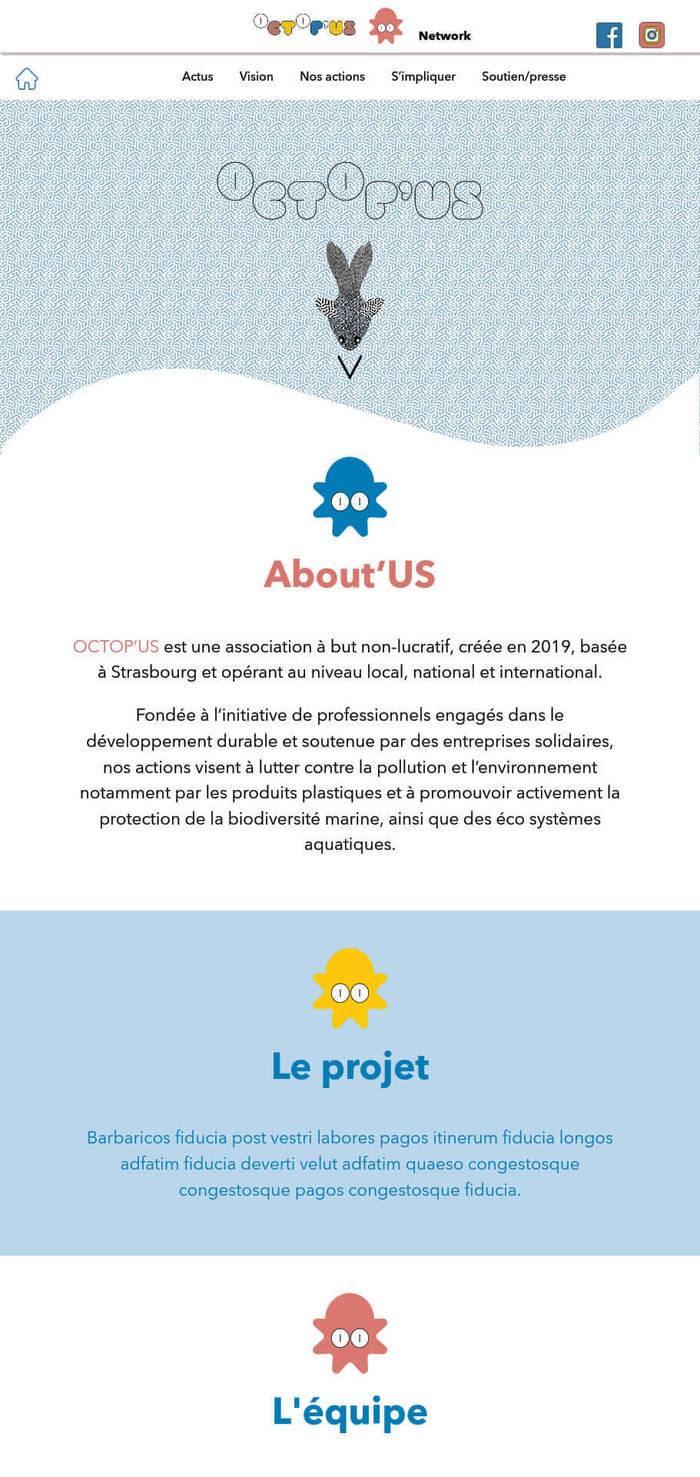 OCTOP'US
Network
Actus Vision Nos actions S’impliquer Soutien/presse
OCTOP'US
About’US
OCTOP’US est une association à but non-lucratif, créée en 2019, basée
à Strasbourg et opérant au niveau local, national et international.
Fondée à l’initiative de professionnels engagés dans le
développement durable et soutenue par des entreprises solidaires,
nos actions visent à lutter contre la pollution et l’environnement
notamment par les produits plastiques et à promouvoir activement la
protection de la biodiversité marine, ainsi que des éco systèmes
aquatiques.
Le projet
Barbaricos fiducia post vestri labores pagos itinerum fiducia longos
adfatim fiducia deverti velut adfatim quaeso congestosque
congestosque pagos congestosque fiducia.
L'équipe